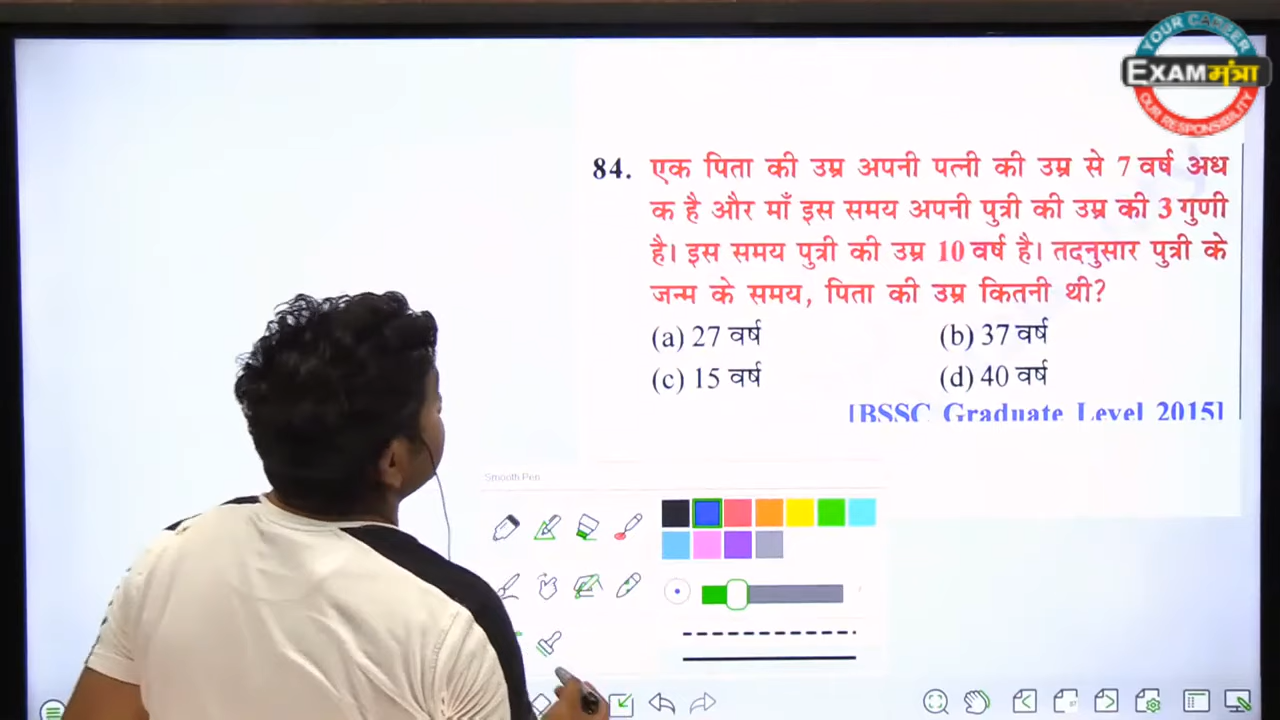 YOUR CAREER
EXAMमंत्रा
OUR RESPONSIBILITY
84. एक पिता की उम्र अपनी पत्नी की उम्र से 7 वर्ष अध
क है और माँ इस समय अपनी पुत्री की उम्र की 3 गुणी
है। इस समय पुत्री की उम्र 10 वर्ष है। तदनुसार पुत्री के
जन्म के समय, पिता की उम्र कितनी थी?
(a) 27 वर्ष (b) 37 वर्ष
(c) 15 वर्ष (d) 40 वर्ष
[BSSC Graduate Level 2015]
Smooth Pen
87